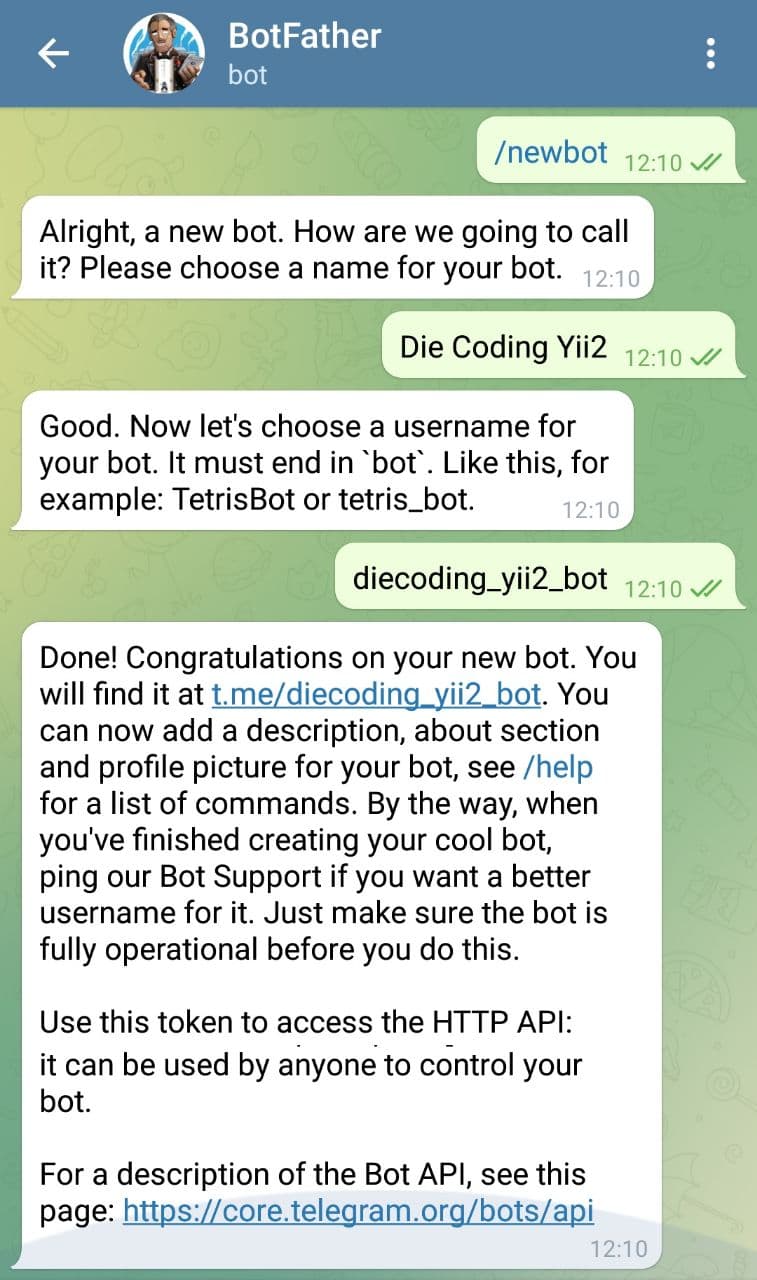 BotFather
bot
/newbot 12:10
Alright, a new bot. How are we going to call
it? Please choose a name for your bot. 12:10
Die Coding Yii2 12:10
Good. Now let's choose a username for
your bot. It must end in `bot`. Like this, for
example: TetrisBot or tetris_bot. 12:10
diecoding_yii2_bot 12:10
Done! Congratulations on your new bot. You
will find it at t.me/diecoding_yii2_bot. You
can now add a description, about section
and profile picture for your bot, see /help
for a list of commands. By the way, when
you've finished creating your cool bot,
ping our Bot Support if you want a better
username for it. Just make sure the bot is
fully operational before you do this.
Use this token to access the HTTP API:
it can be used by anyone to control your
bot.
For a description of the Bot API, see this
page: https://core.telegram.org/bots/api
12:10